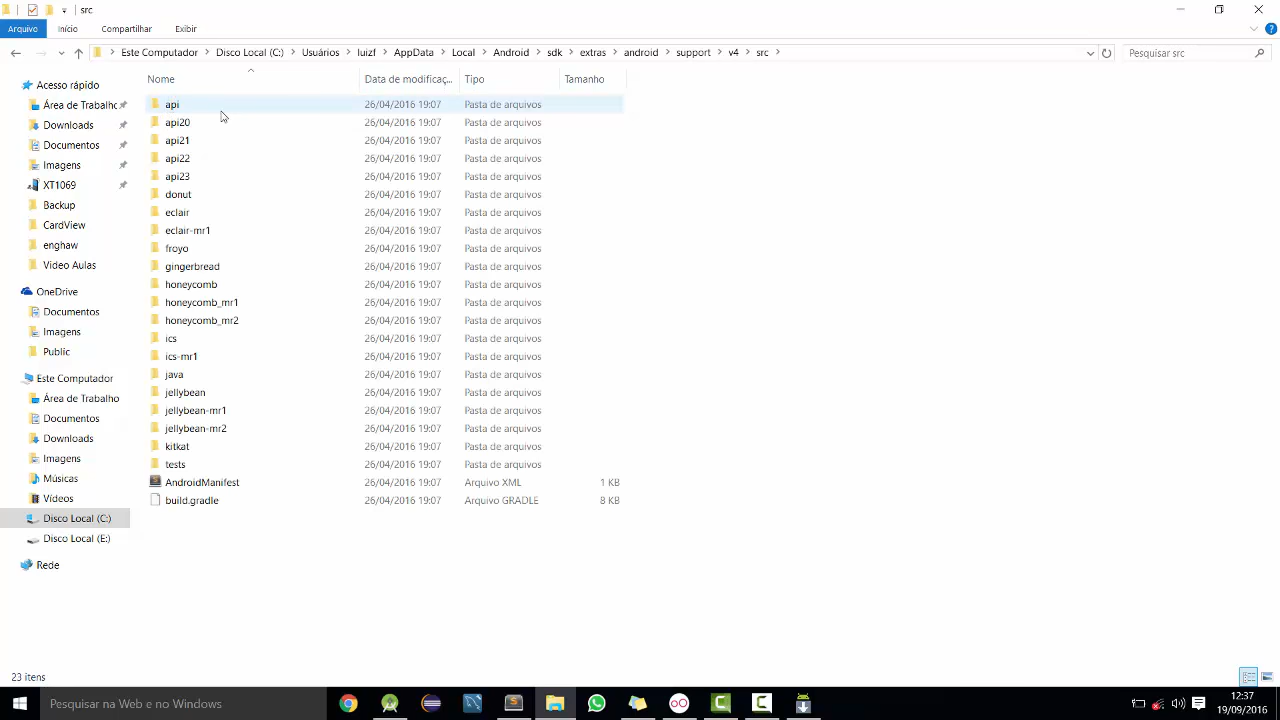 src
Arquivo Início Compartilhar Exibir
Este Computador Disco Local (C:) Usuários luizf AppData Local Android sdk extras android support v4 src Pesquisar src
Nome Data de modificaç... Tipo Tamanho
Acesso rápido
Área de Trabalho
Downloads
Documentos
Imagens
XT1069
Backup
CardView
enghaw
Video Aulas
OneDrive
Documentos
Imagens
Public
Este Computador
Área de Trabalho
Documentos
Downloads
Imagens
Músicas
Vídeos
Disco Local (C:)
Disco Local (E:)
Rede
api 26/04/2016 19:07 Pasta de arquivos
api20 26/04/2016 19:07 Pasta de arquivos
api21 26/04/2016 19:07 Pasta de arquivos
api22 26/04/2016 19:07 Pasta de arquivos
api23 26/04/2016 19:07 Pasta de arquivos
donut 26/04/2016 19:07 Pasta de arquivos
eclair 26/04/2016 19:07 Pasta de arquivos
eclair-mr1 26/04/2016 19:07 Pasta de arquivos
froyo 26/04/2016 19:07 Pasta de arquivos
gingerbread 26/04/2016 19:07 Pasta de arquivos
honeycomb 26/04/2016 19:07 Pasta de arquivos
honeycomb_mr1 26/04/2016 19:07 Pasta de arquivos
honeycomb_mr2 26/04/2016 19:07 Pasta de arquivos
ics 26/04/2016 19:07 Pasta de arquivos
ics-mr1 26/04/2016 19:07 Pasta de arquivos
java 26/04/2016 19:07 Pasta de arquivos
jellybean 26/04/2016 19:07 Pasta de arquivos
jellybean-mr1 26/04/2016 19:07 Pasta de arquivos
jellybean-mr2 26/04/2016 19:07 Pasta de arquivos
kitkat 26/04/2016 19:07 Pasta de arquivos
tests 26/04/2016 19:07 Pasta de arquivos
AndroidManifest 26/04/2016 19:07 Arquivo XML 1 KB
build.gradle 26/04/2016 19:07 Arquivo GRADLE 8 KB
23 itens
Pesquisar na Web e no Windows
12:37
19/09/2016